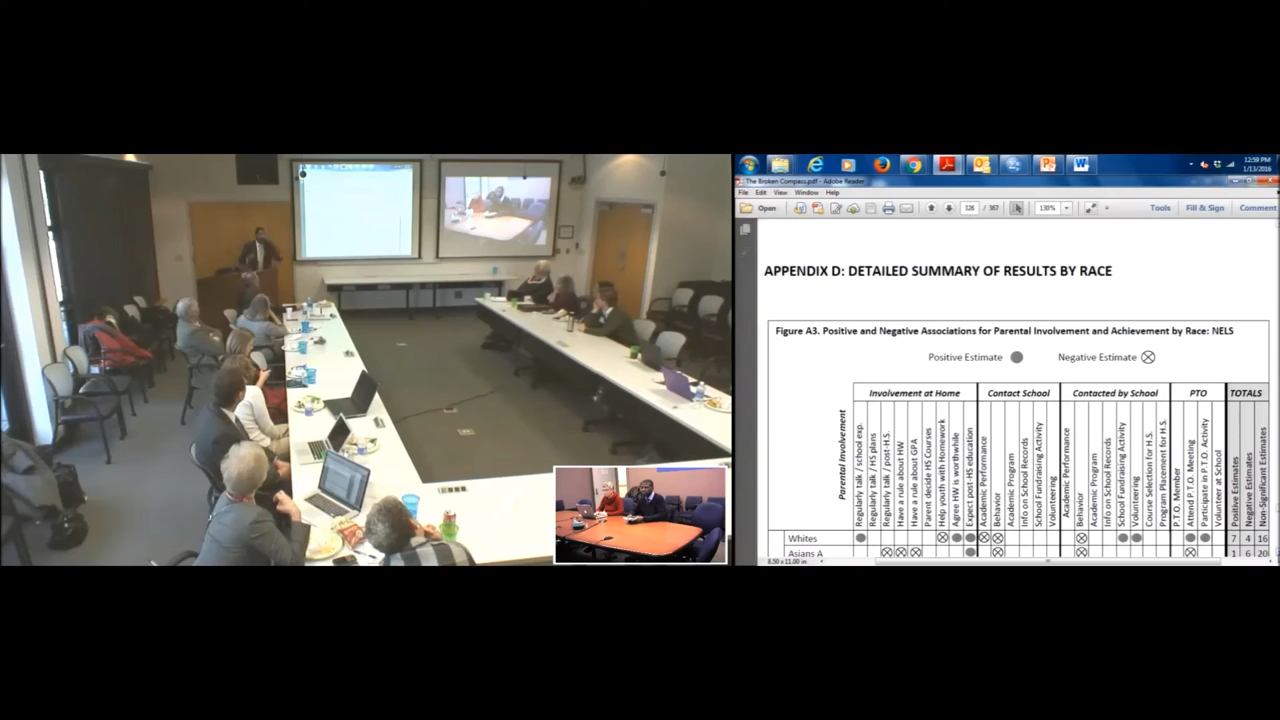 12:59 PM
1/13/2016
The Broken Compass.pdf - Adobe Reader
File Edit View Window Help
Open 326 / 367 130% Tools Fill & Sign Comment
APPENDIX D: DETAILED SUMMARY OF RESULTS BY RACE
Figure A3. Positive and Negative Associations for Parental Involvement and Achievement by Race: NELS
Positive Estimate Negative Estimate
Involvement at Home Contact School Contacted by School PTO TOTALS
Parental Involvement
Regularly talk / school exp.
Regularly talk / HS plans
Regularly talk / post-H.S.
Have a rule about HW
Have a rule about GPA
Parent decide HS Courses
Help youth with Homework
Agree HW is worthwhile
Expect post-HS education
Academic Performance
Behavior
Academic Program
Info on School Records
School Fundraising Activity
Volunteering
Academic Performance
Behavior
Academic Program
Info on School Records
School Fundraising Activity
Volunteering
Course Selection for H.S.
Program Placement for H.S.
P.T.O. Member
Attend P.T.O. Meeting
Participate in P.T.O. Activity
Volunteer at School
Positive Estimates
Negative Estimates
Non-Significant Estimates
Whites 7 4 16
Asians A 1 6 20
8.50 x 11.00 in